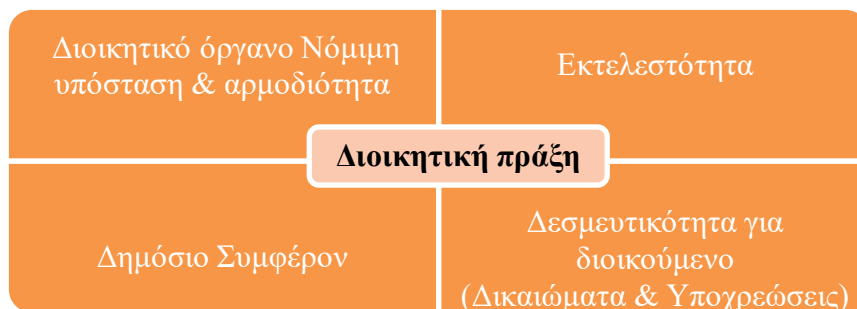 Διοικητικό όργανο Νόμιμη
υπόσταση & αρμοδιότητα
Εκτελεστότητα
Διοικητική πράξη
Δημόσιο Συμφέρον
Δεσμευτικότητα για
διοικούμενο
(Δικαιώματα & Υποχρεώσεις)